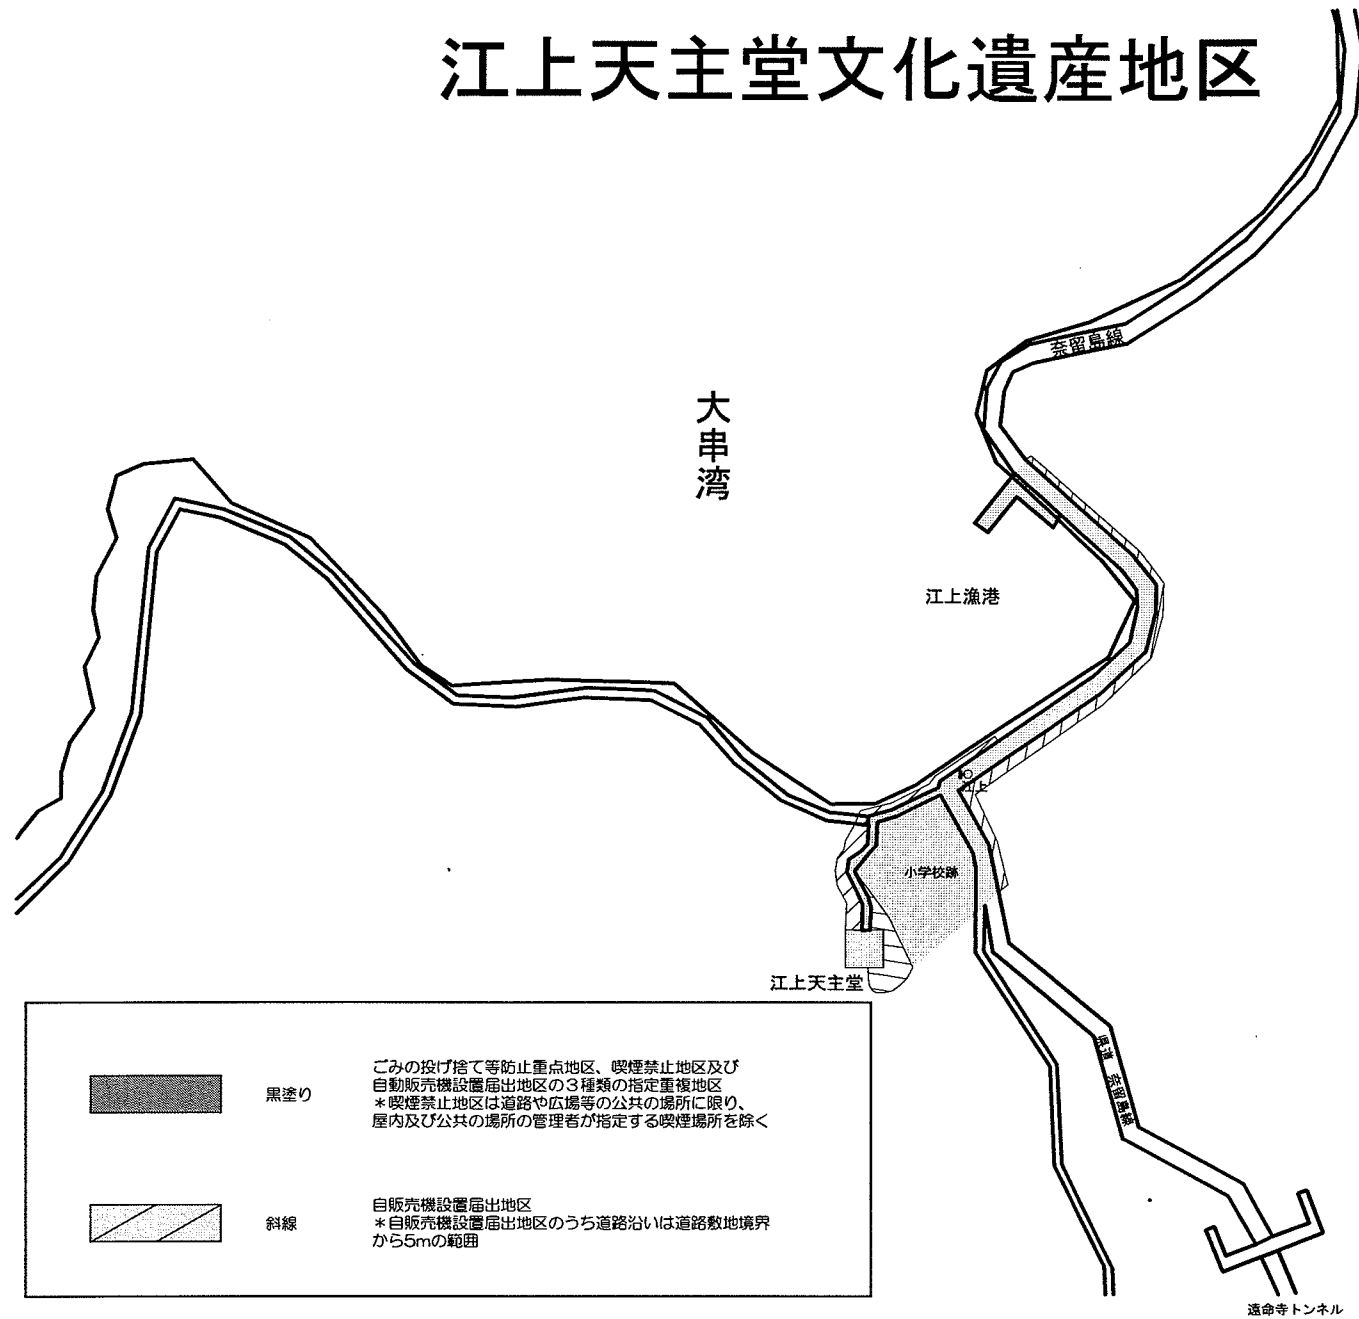 江上天主堂文化遺産地区
奈留島線
大串湾
江上漁港
江上
小学校跡
江上天主堂
黒塗り
ごみの投げ捨て等防止重点地区、喫煙禁止地区及び
自動販売機設置届出地区の3種類の指定重複地区
＊喫煙禁止地区は道路や広場等の公共の場所に限り、
屋内及び公共の場所の管理者が指定する喫煙場所を除く
斜線
自販売機設置届出地区
＊自販売機設置届出地区のうち道路沿いは道路敷地境界
から5mの範囲
県道 奈留島線
遠命寺トンネル